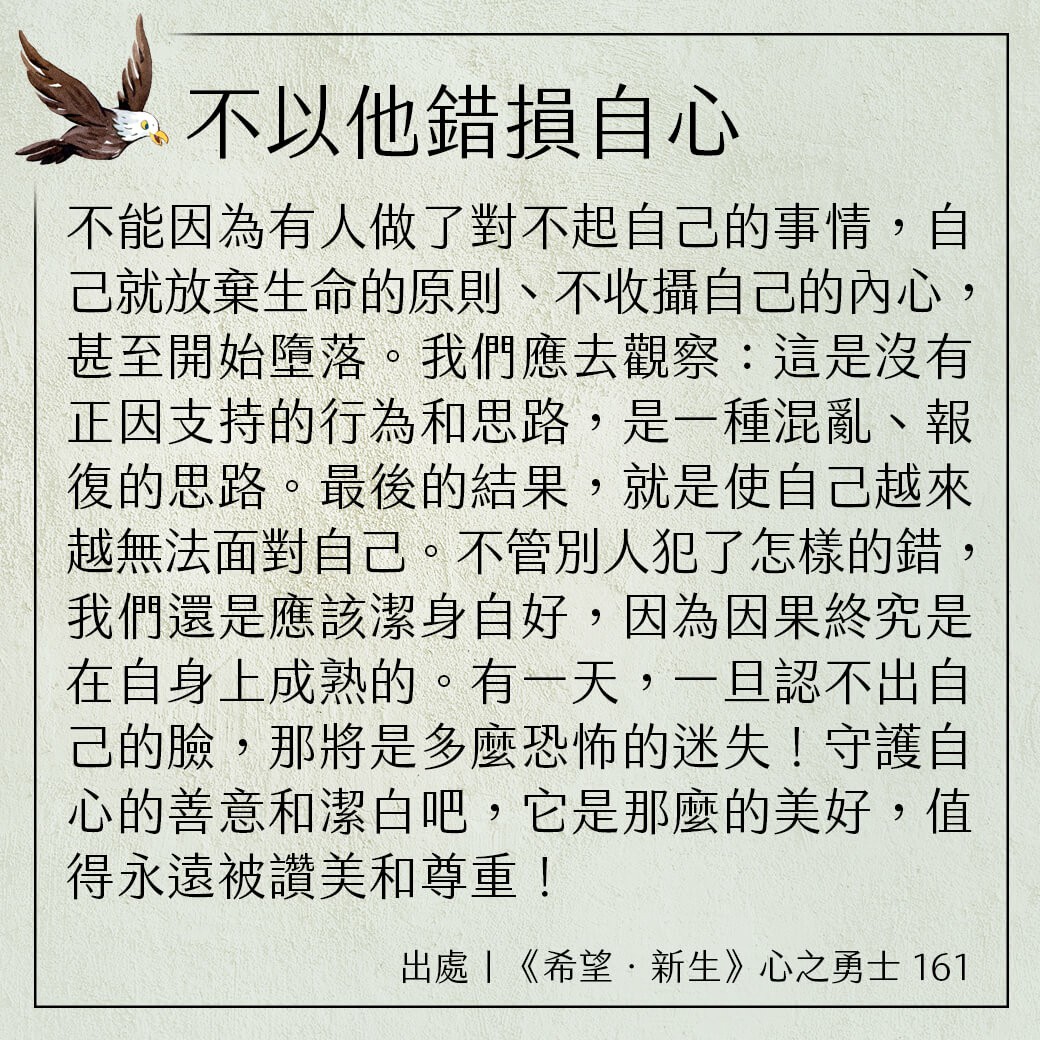 不以他錯損自心
不能因為有人做了對不起自己的事情，自
己就放棄生命的原則、不收攝自己的內心，
甚至開始墮落。我們應去觀察：這是沒有
正因支持的行為和思路，是一種混亂、報
復的思路。最後的結果，就是使自己越來
越無法面對自己。不管別人犯了怎樣的錯，
我們還是應該潔身自好，因為因果終究是
在自身上成熟的。有一天，一旦認不出自
己的臉，那將是多麼恐怖的迷失！守護自
心的善意和潔白吧，它是那麼的美好，值
得永遠被讚美和尊重！
出處｜《希望．新生》心之勇士 161